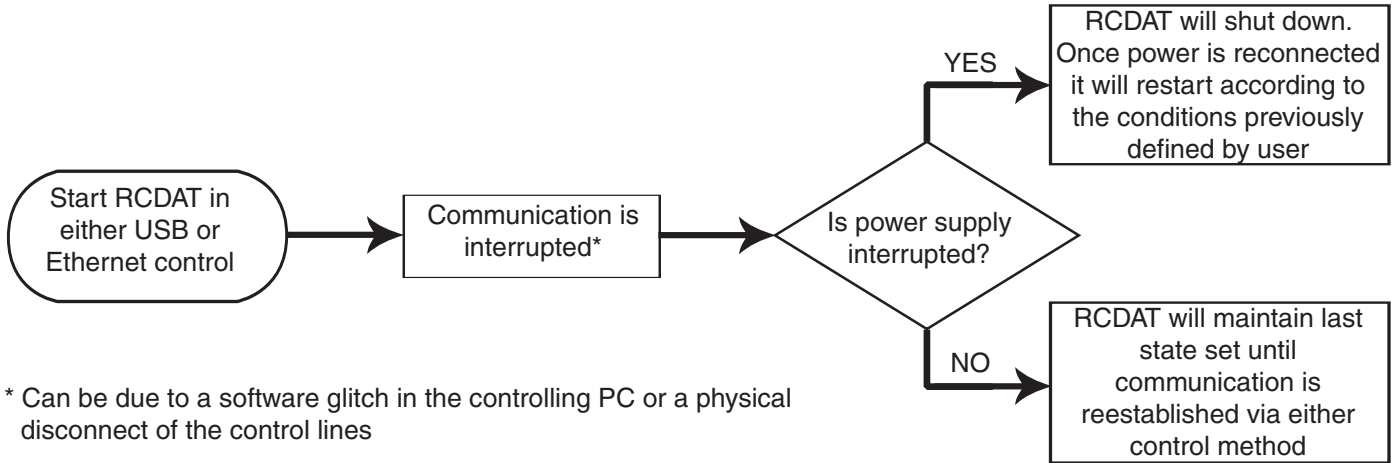 Start RCDAT in
either USB or
Ethernet control
Communication is
interrupted*
Is power supply
interrupted?
YES
RCDAT will shut down.
Once power is reconnected
it will restart according to
the conditions previously
defined by user
NO
RCDAT will maintain last
state set until
communication is
reestablished via either
control method
* Can be due to a software glitch in the controlling PC or a physical
disconnect of the control lines